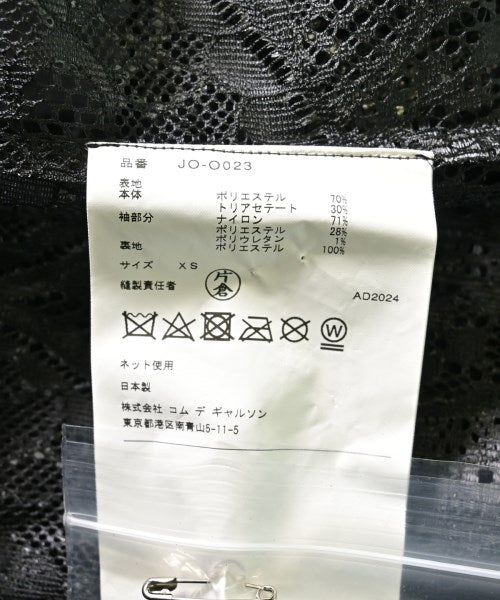 品番 JO-O023
表地
本体 ポリエステル 70%
トリアセテート 30%
袖部分 ナイロン 71%
ポリエステル 28%
ポリウレタン 1%
裏地 ポリエステル 100%
サイズ XS
縫製責任者 片倉
AD2024
W
ネット使用
日本製
株式会社 コム デ ギャルソン
東京都港区南青山5-11-5